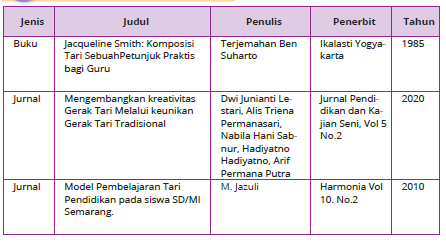 Jenis Judul Penulis Penerbit Tahun
Buku Jacqueline Smith: Komposisi Terjemahan Ben Ikalasti Yogya- 1985
Tari SebuahPetunjuk Praktis Suharto karta
bagi Guru
Jurnal Mengembangkan kreativitas Dwi Junianti Le- Jurnal Pendi- 2020
Gerak Tari Melalui keunikan stari, Alis Triena dikan dan Ka-
Gerak Tari Tradisional Permanasari, jian Seni, Vol 5
Nabila Hani Sab- No.2
nur, Hadiyatno
Hadiyatno, Arif
Permana Putra
Jurnal Model Pembelajaran Tari M. Jazuli Harmonia Vol 2010
Pendidikan pada siswa SD/MI 10. No.2
Semarang.